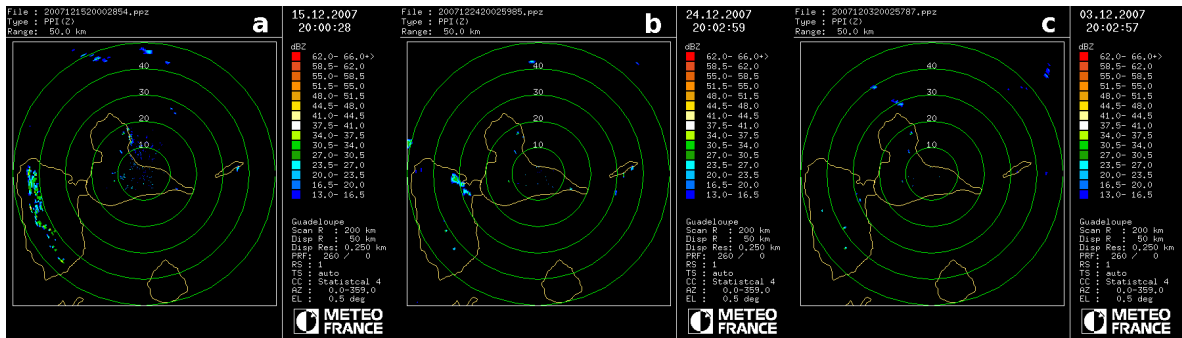 File : 2007121520002854.ppz
Type : PPI(Z)
Range: 50.0 km
a
40
30
20
10
15.12.2007
20:00:28
dBZ
62.0- 66.0+>
58.5- 62.0
55.0- 58.5
51.5- 55.0
48.0- 51.5
44.5- 48.0
41.0- 44.5
37.5- 41.0
34.0- 37.5
30.5- 34.0
27.0- 30.5
23.5- 27.0
20.0- 23.5
16.5- 20.0
13.0- 16.5
Guadeloupe
Scan R : 200 km
Disp R : 50 km
Disp Res: 0.250 km
PRF: 260 / 0
RS : 1
TS : auto
CC : Statistcal 4
AZ : 0.0-359.0
EL : 0.5 deg
METEO
FRANCE
File : 2007122420025985.ppz
Type : PPI(Z)
Range: 50.0 km
b
40
30
20
10
24.12.2007
20:02:59
dBZ
62.0- 66.0+>
58.5- 62.0
55.0- 58.5
51.5- 55.0
48.0- 51.5
44.5- 48.0
41.0- 44.5
37.5- 41.0
34.0- 37.5
30.5- 34.0
27.0- 30.5
23.5- 27.0
20.0- 23.5
16.5- 20.0
13.0- 16.5
Guadeloupe
Scan R : 200 km
Disp R : 50 km
Disp Res: 0.250 km
PRF: 260 / 0
RS : 1
TS : auto
CC : Statistcal 4
AZ : 0.0-359.0
EL : 0.5 deg
METEO
FRANCE
File : 2007120320025787.ppz
Type : PPI(Z)
Range: 50.0 km
c
40
30
20
10
03.12.2007
20:02:57
dBZ
62.0- 66.0+>
58.5- 62.0
55.0- 58.5
51.5- 55.0
48.0- 51.5
44.5- 48.0
41.0- 44.5
37.5- 41.0
34.0- 37.5
30.5- 34.0
27.0- 30.5
23.5- 27.0
20.0- 23.5
16.5- 20.0
13.0- 16.5
Guadeloupe
Scan R : 200 km
Disp R : 50 km
Disp Res: 0.250 km
PRF: 260 / 0
RS : 1
TS : auto
CC : Statistcal 4
AZ : 0.0-359.0
EL : 0.5 deg
METEO
FRANCE